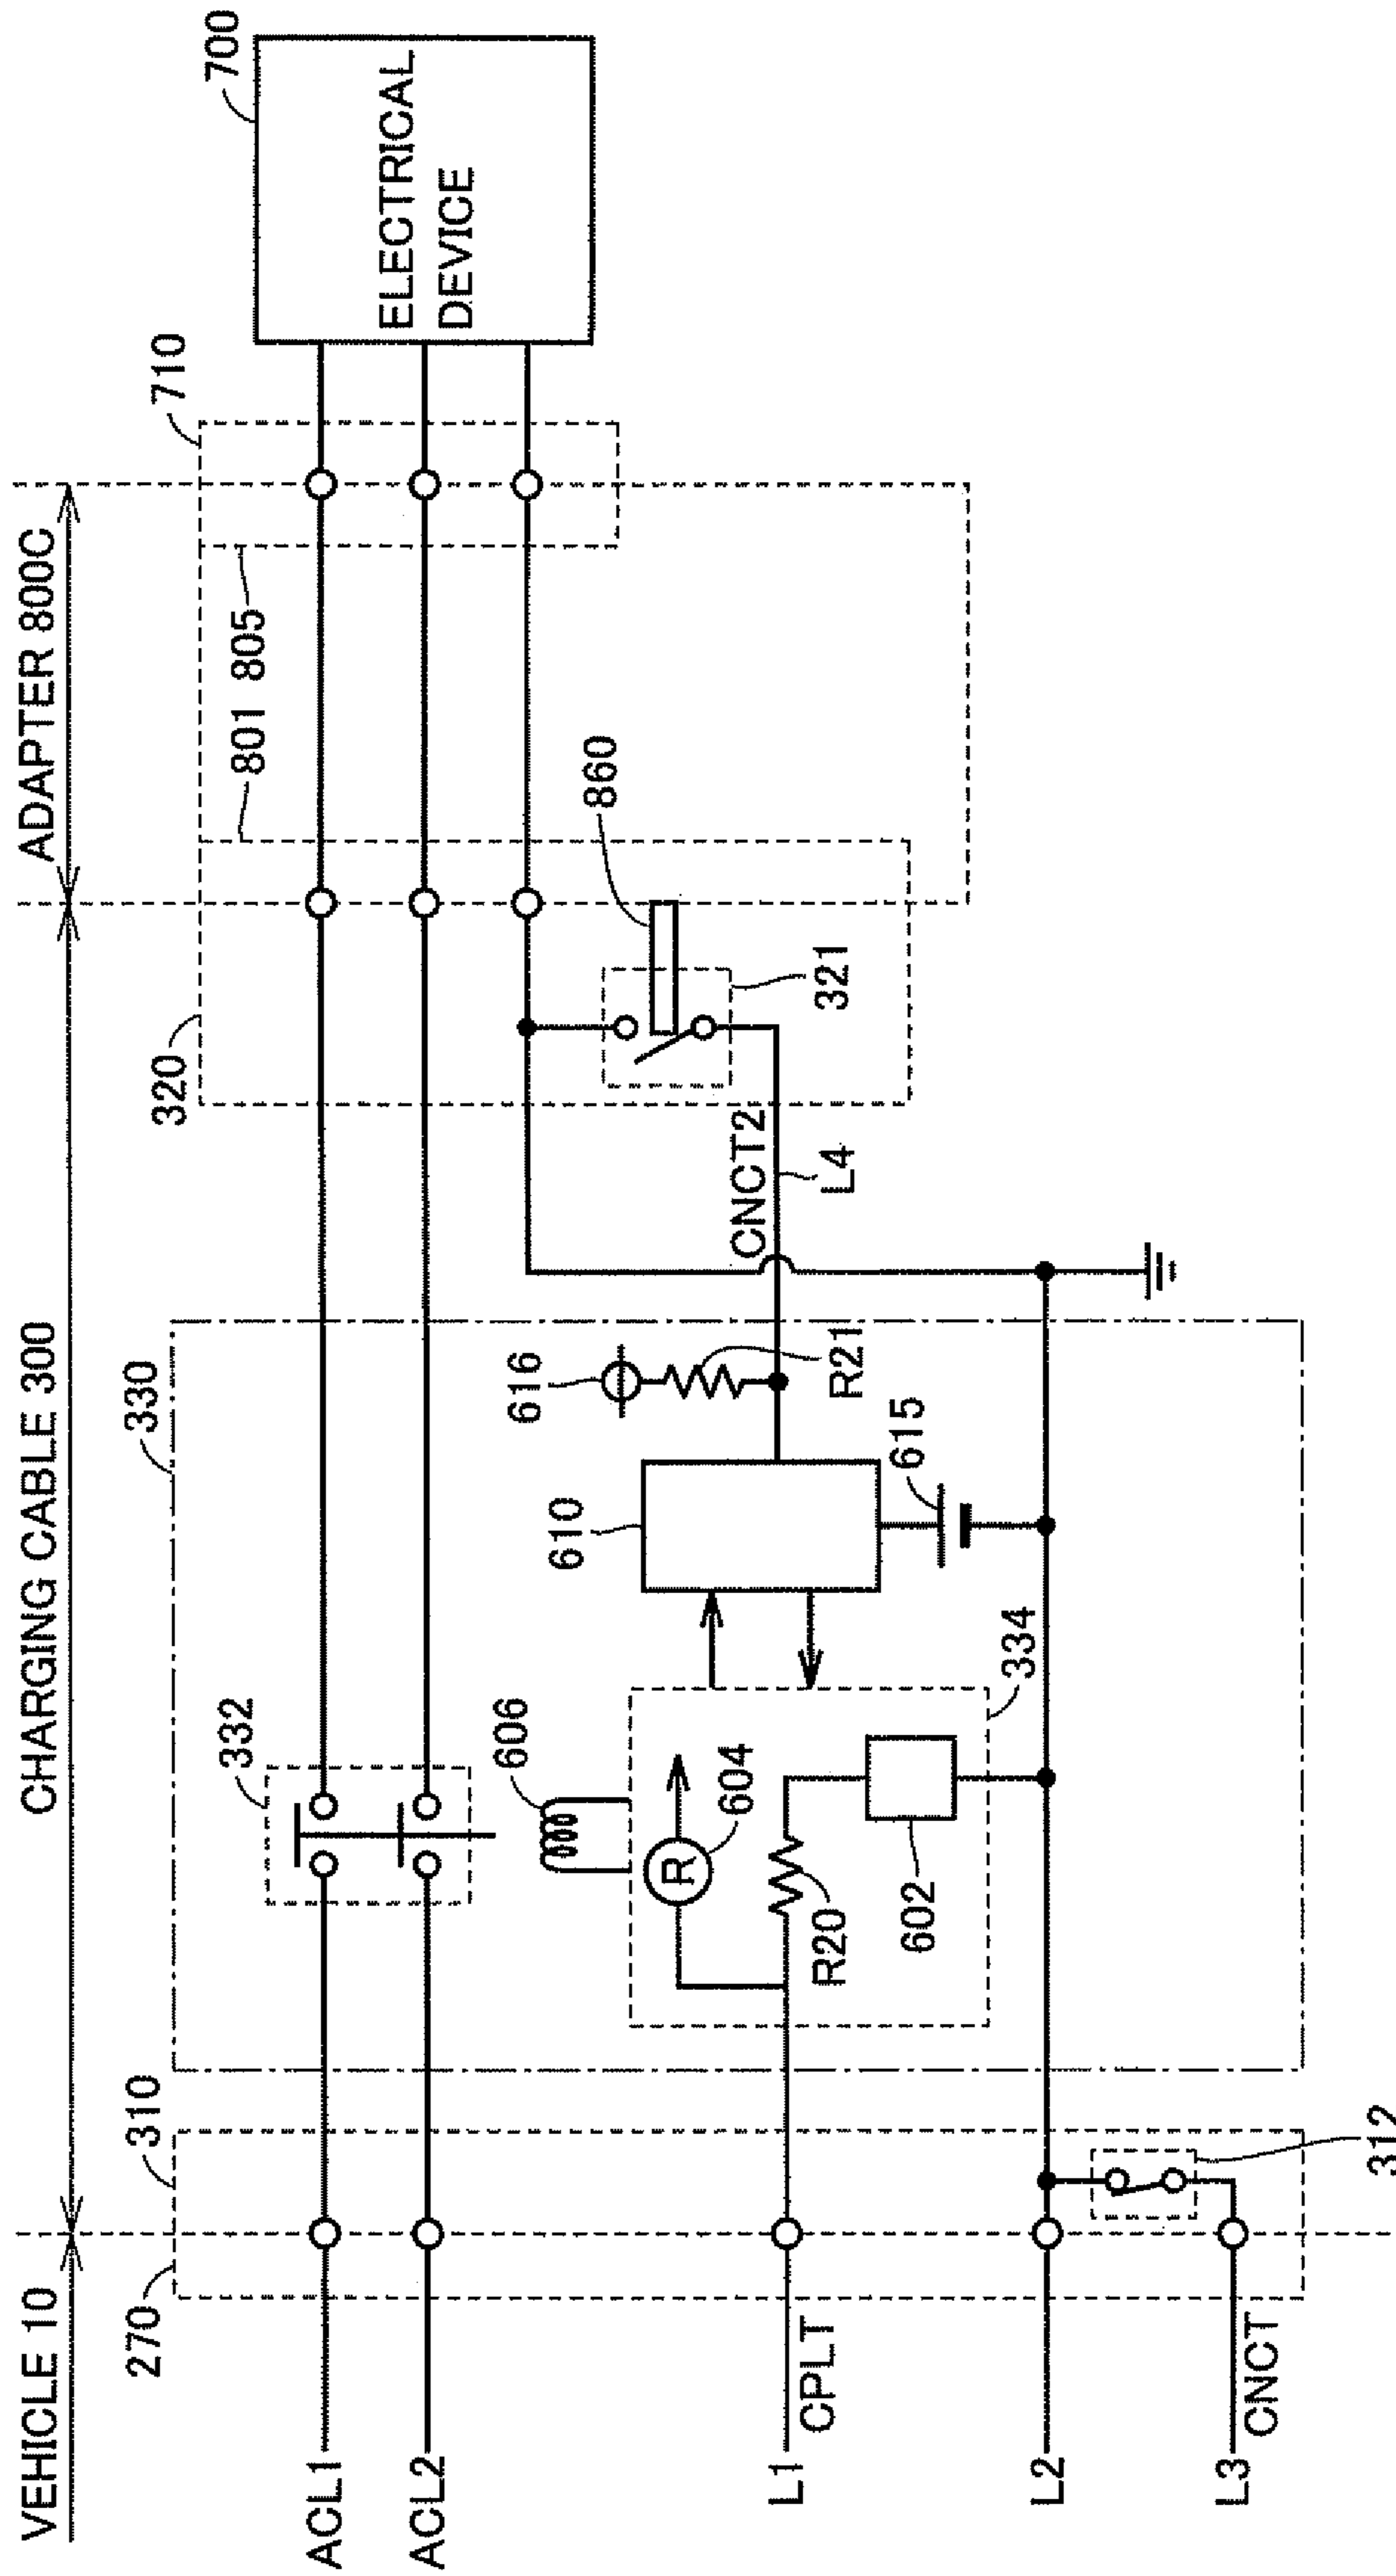 VEHICLE 10
CHARGING CABLE 300
ADAPTER 800C
270
310
330
320
710
700
332
801
805
ACL1
ACL2
ELECTRICAL
DEVICE
606
610
616
860
R
604
R20
602
334
615
R21
CNCT2
L4
321
L1
CPLT
L2
L3
CNCT
312